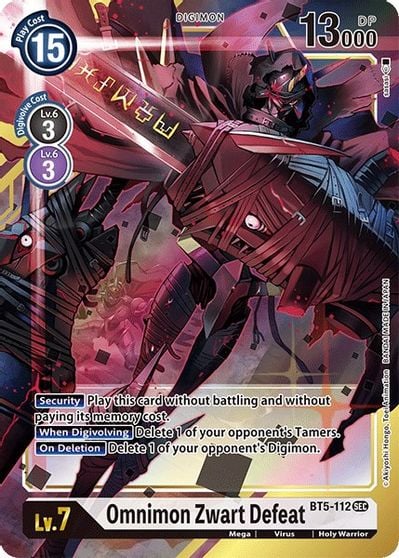 Play Cost
15
DIGIMON
13000
DP
Digivolve Cost
Lv.6
3
Lv.6
3
Security Play this card without battling and without
paying its memory cost.
When Digivolving Delete 1 of your opponent's Tamers.
On Deletion Delete 1 of your opponent's Digimon.
© Akiyoshi Hongo, Toei Animation BANDAI MADE IN JAPAN
Omnimon Zwart Defeat
BT5-112 SEC
Lv.7
Mega | Virus | Holy Warrior